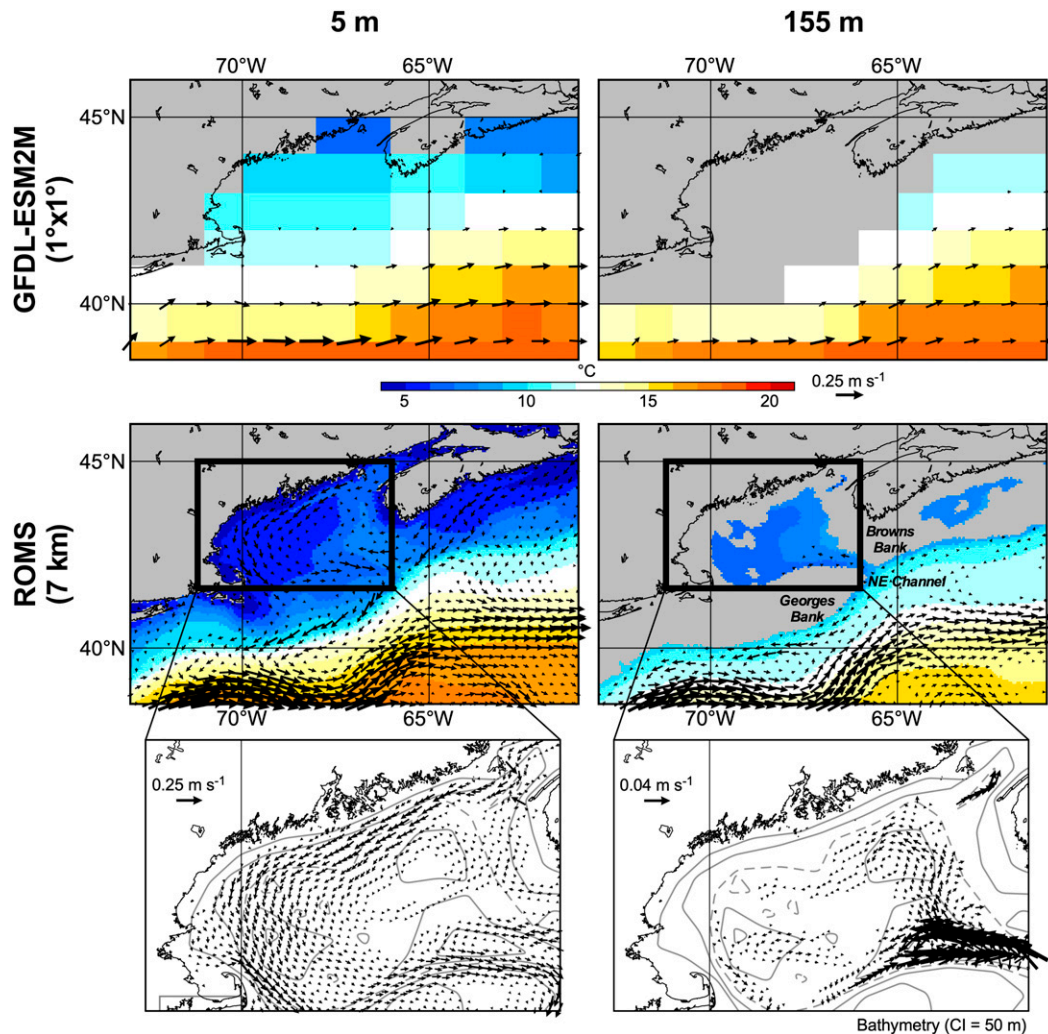 5 m
155 m
70°W
65°W
70°W
65°W
GFDL-ESM2M
(1°x1°)
45°N
40°N
°C
5
10
15
20
0.25 m s⁻¹
ROMS
(7 km)
45°N
40°N
Browns
Bank
NE Channel
Georges
Bank
70°W
65°W
70°W
65°W
0.25 m s⁻¹
0.04 m s⁻¹
Bathymetry (CI = 50 m)